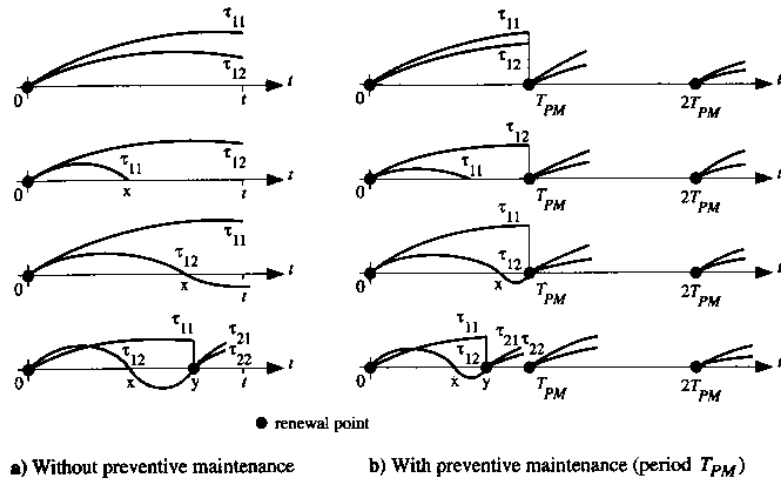 τ11
τ12
0
t
t
τ11
τ12
0
T_PM
2T_PM
t
τ12
τ11
0
x
t
t
τ12
τ11
0
T_PM
2T_PM
t
τ11
τ12
0
x
t
t
τ11
τ12
0
x
T_PM
2T_PM
t
τ11
τ12
τ21
τ22
0
x
y
t
t
τ11
τ12
τ21
τ22
0
x
y
T_PM
2T_PM
t
● renewal point
a) Without preventive maintenance
b) With preventive maintenance (period T_PM)